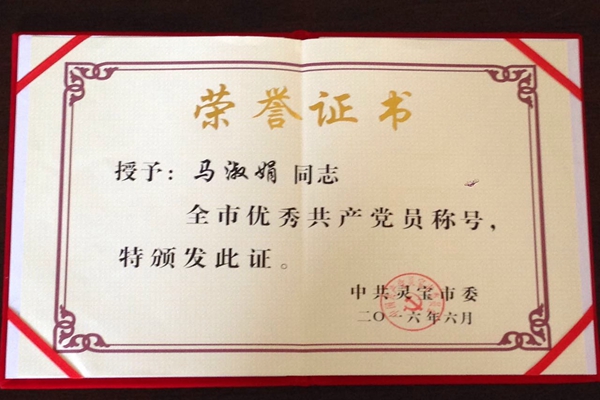 荣誉证书
授予：马淑娟同志
全市优秀共产党员称号，
特颁发此证。
中共灵宝市委
二〇一六年六月